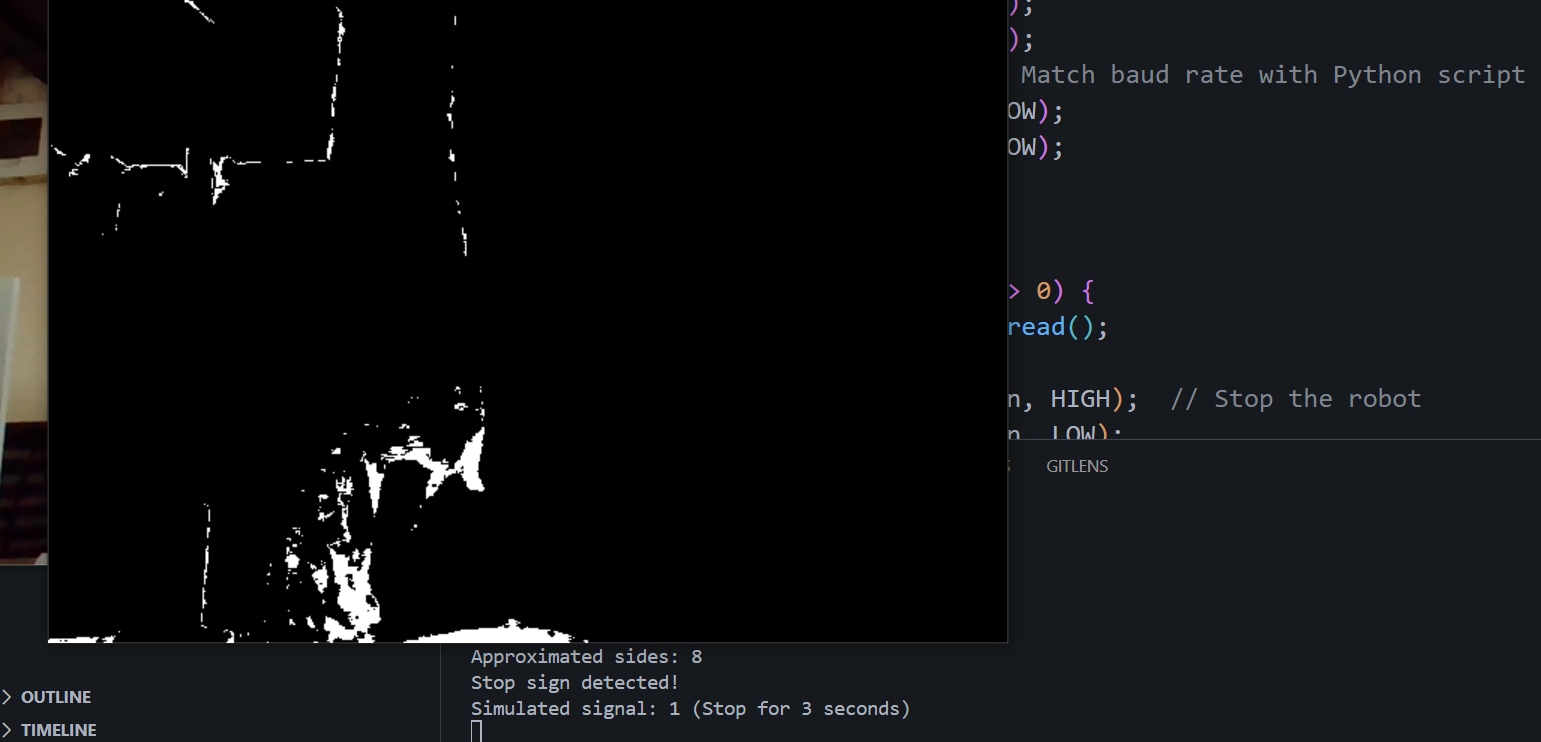 );
);
Match baud rate with Python script
OW);
OW);
> 0) {
read();
n, HIGH);  // Stop the robot
n, LOW);
GITLENS
Approximated sides: 8
Stop sign detected!
Simulated signal: 1 (Stop for 3 seconds)
OUTLINE
TIMELINE